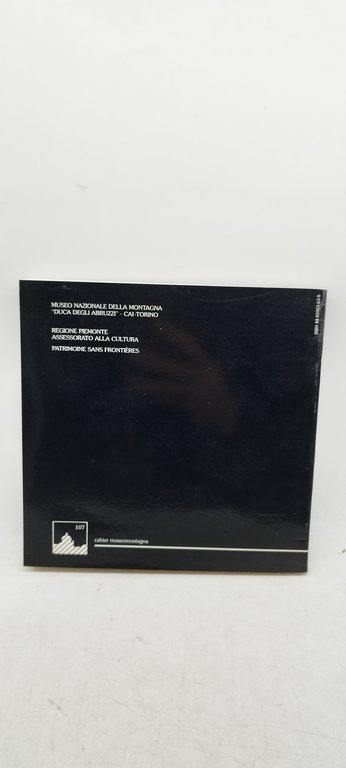 MUSEO NAZIONALE DELLA MONTAGNA
"DUCA DEGLI ABRUZZI" - CAI-TORINO
REGIONE PIEMONTE
ASSESSORATO ALLA CULTURA
PATRIMOINE SANS FRONTIÈRES
107
cahier museomontagna
ISBN